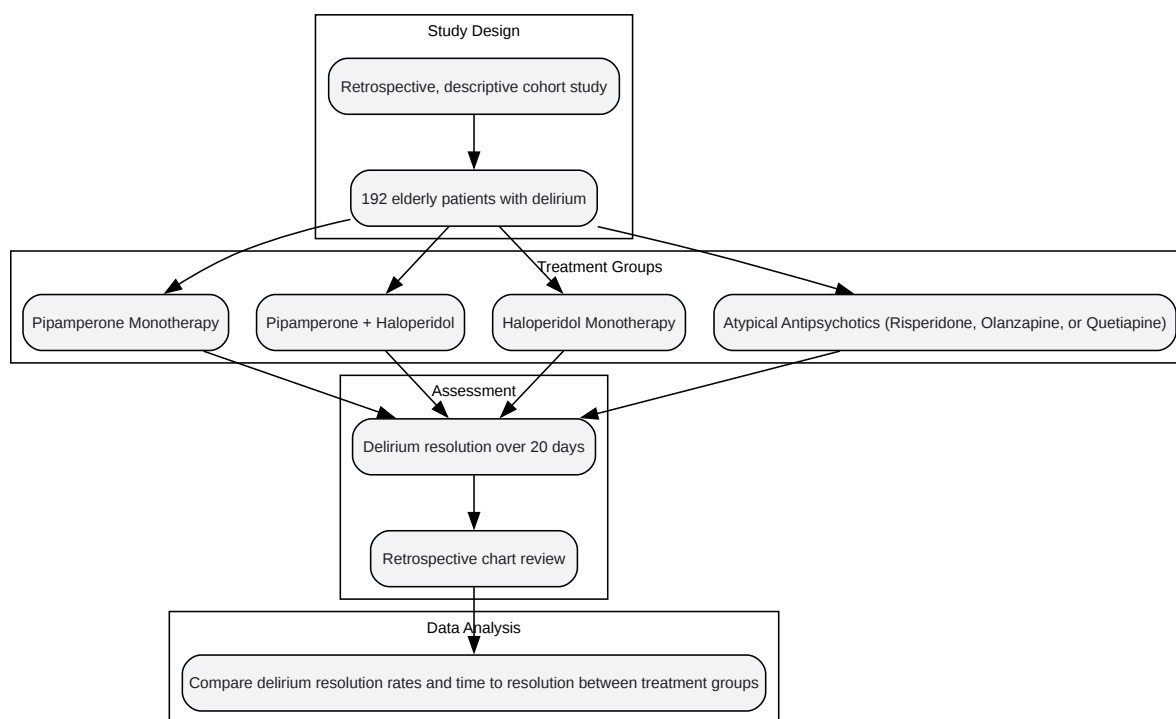 Study Design
Retrospective, descriptive cohort study
192 elderly patients with delirium
Treatment Groups
Pipamperone Monotherapy
Pipamperone + Haloperidol
Haloperidol Monotherapy
Atypical Antipsychotics (Risperidone, Olanzapine, or Quetiapine)
Assessment
Delirium resolution over 20 days
Retrospective chart review
Data Analysis
Compare delirium resolution rates and time to resolution between treatment groups